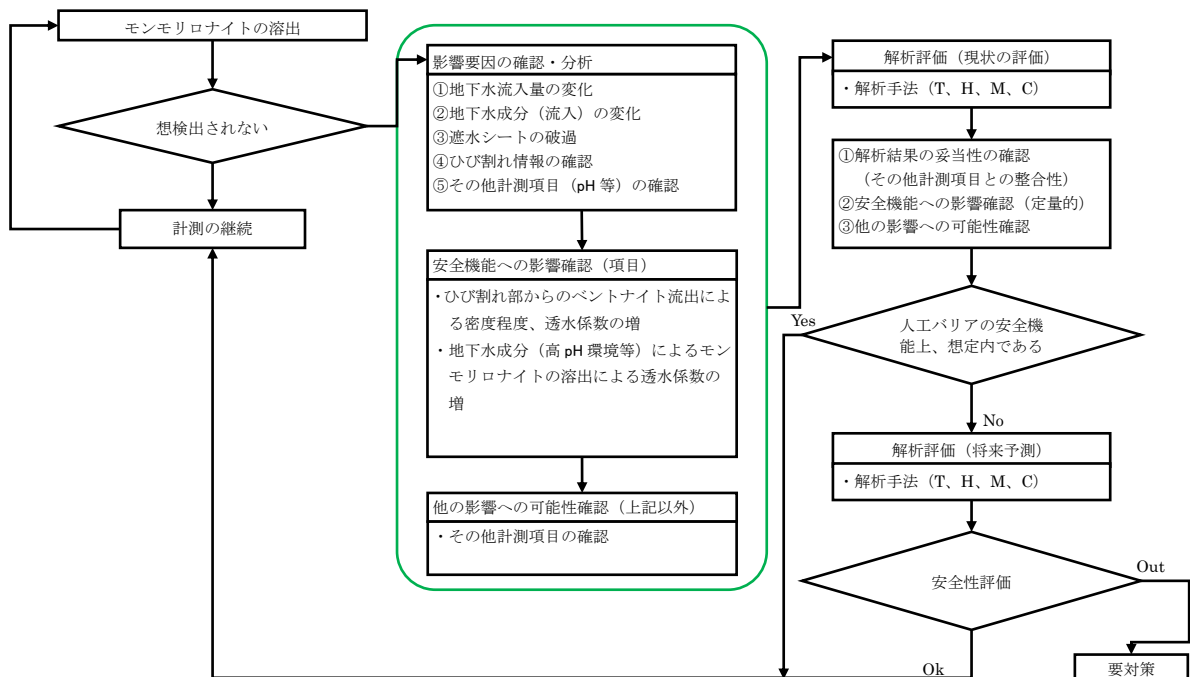 モンモリロナイトの溶出
想検出されない
計測の継続
影響要因の確認・分析
①地下水流入量の変化
②地下水成分（流入）の変化
③遮水シートの破過
④ひび割れ情報の確認
⑤その他計測項目（pH 等）の確認
安全機能への影響確認（項目）
・ひび割れ部からのベントナイト流出によ
る密度程度、透水係数の増
・地下水成分（高 pH 環境等）によるモン
モリロナイトの溶出による透水係数の
増
他の影響への可能性確認（上記以外）
・その他計測項目の確認
解析評価（現状の評価）
・解析手法（T、H、M、C）
①解析結果の妥当性の確認
（その他計測項目との整合性）
②安全機能への影響確認（定量的）
③他の影響への可能性確認
Yes
人工バリアの安全機
能上、想定内である
No
解析評価（将来予測）
・解析手法（T、H、M、C）
安全性評価
Out
Ok
要対策